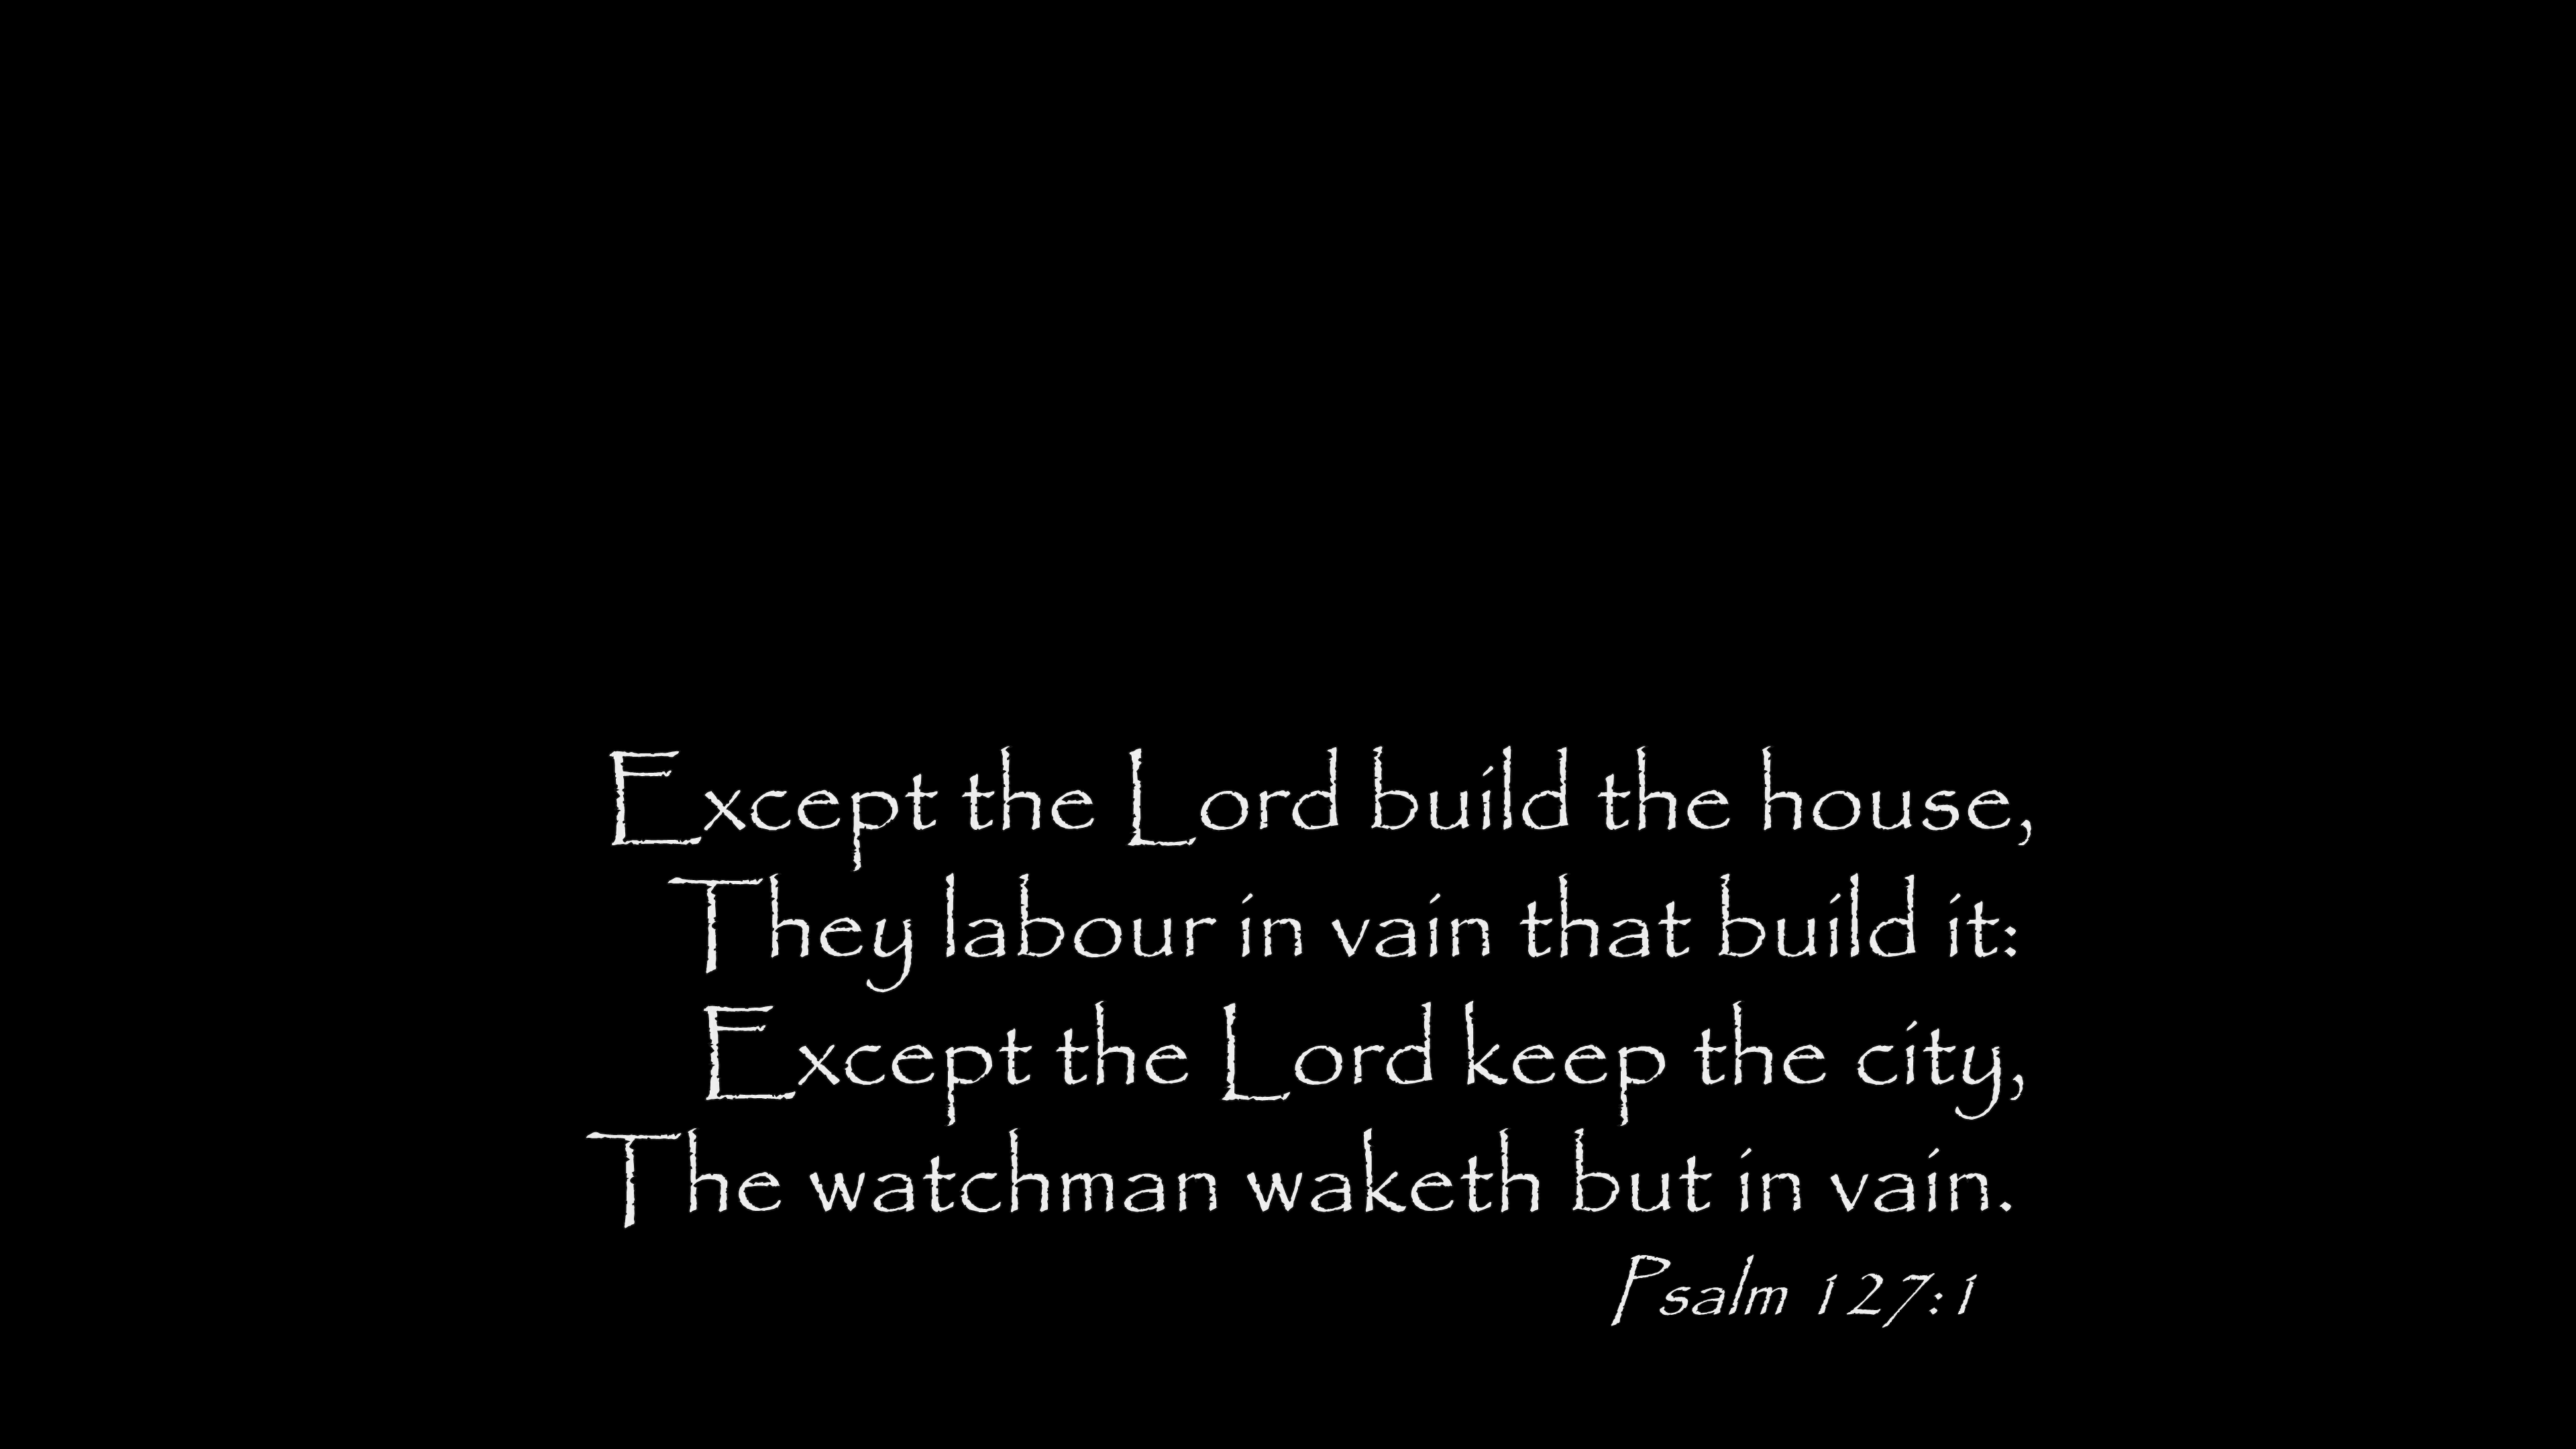 Except the Lord build the house,
They labour in vain that build it:
Except the Lord keep the city,
The watchman waketh but in vain.
Psalm 127:1